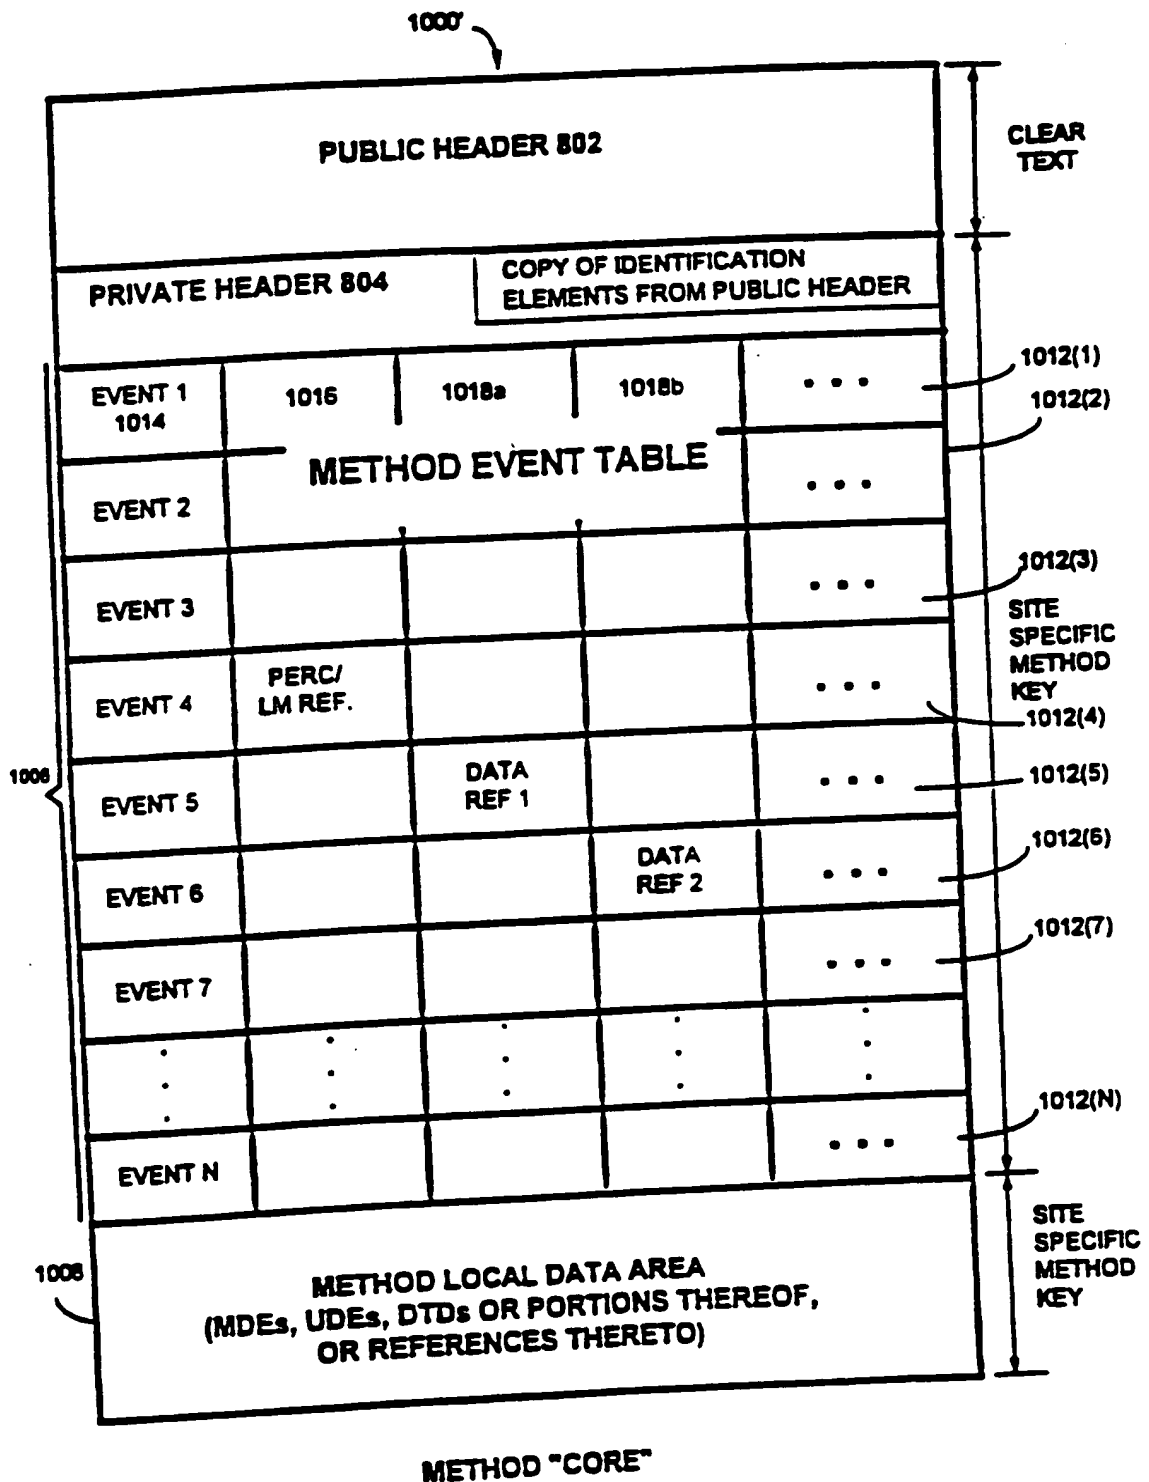 1000'
PUBLIC HEADER 802
CLEAR
TEXT
PRIVATE HEADER 804
COPY OF IDENTIFICATION
ELEMENTS FROM PUBLIC HEADER
EVENT 1
1014
1016
1018a
1018b
• • •
1012(1)
1012(2)
METHOD EVENT TABLE
EVENT 2
• • •
EVENT 3
• • •
1012(3)
SITE
SPECIFIC
METHOD
KEY
EVENT 4
PERC/
LM REF.
• • •
1012(4)
1006
EVENT 5
DATA
REF 1
• • •
1012(5)
EVENT 6
DATA
REF 2
• • •
1012(6)
EVENT 7
• • •
1012(7)
EVENT N
• • •
1012(N)
SITE
SPECIFIC
METHOD
KEY
1008
METHOD LOCAL DATA AREA
(MDEs, UDEs, DTDs OR PORTIONS THEREOF,
OR REFERENCES THERETO)
METHOD "CORE"